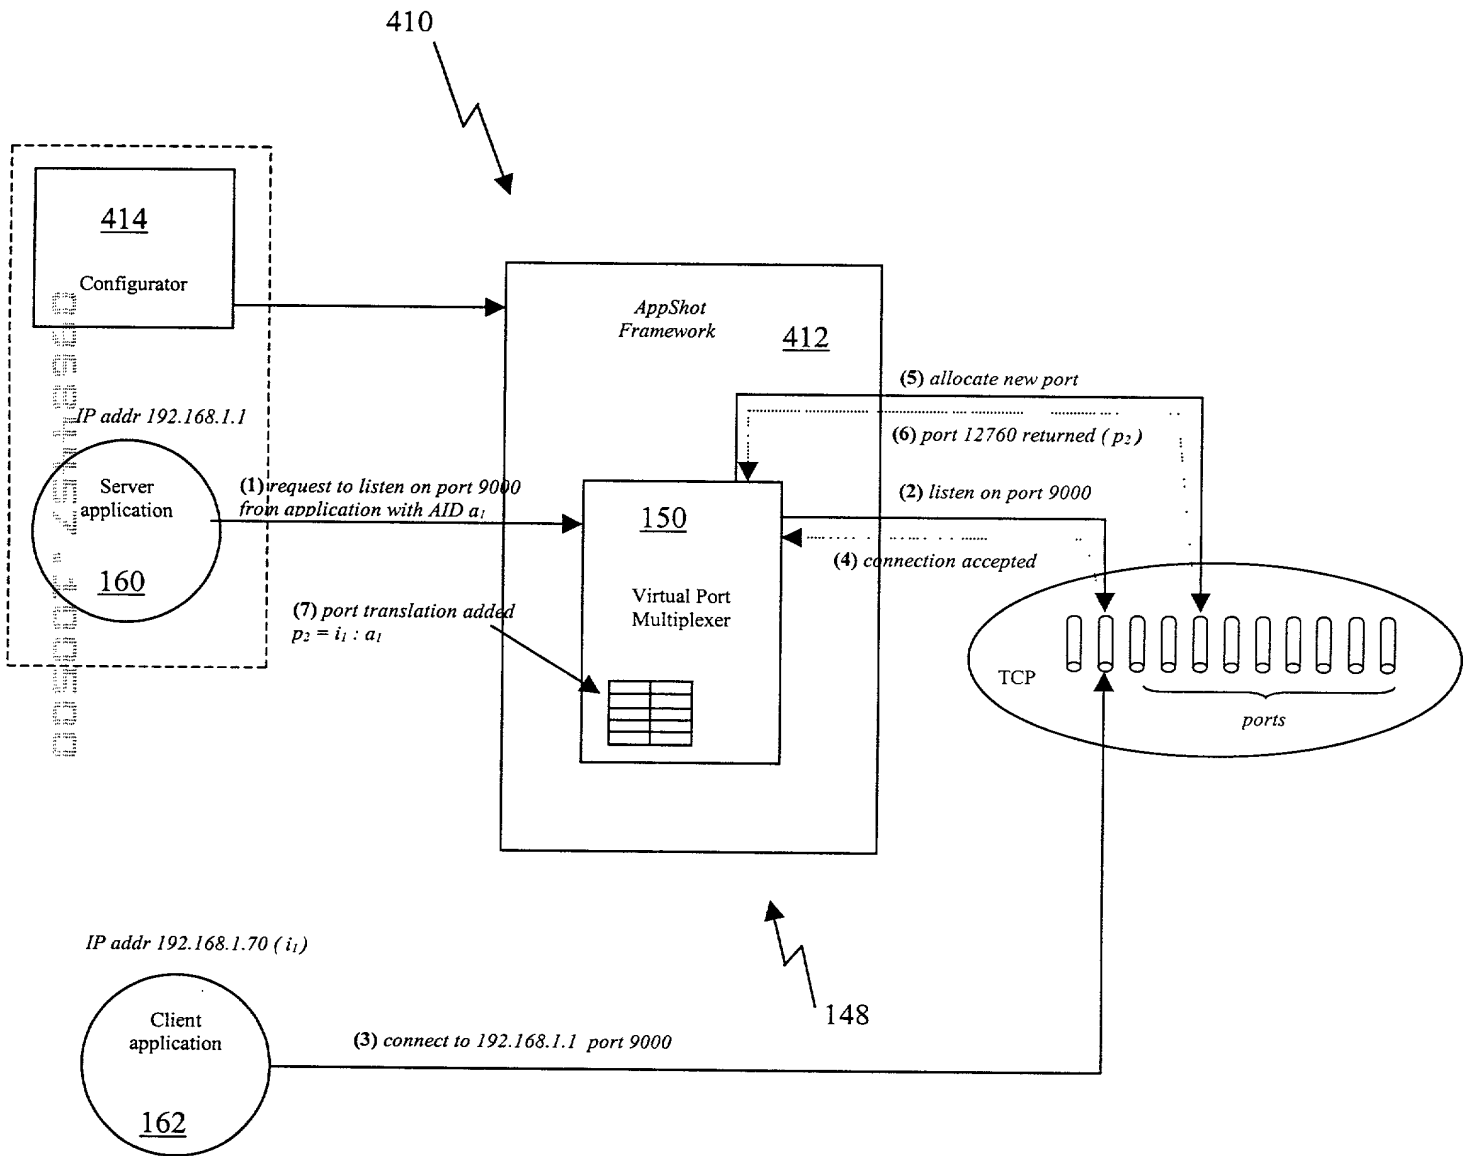 410
414
Configurator
AppShot
Framework
412
(5) allocate new port
IP addr 192.168.1.1
(6) port 12760 returned ( p₂ )
Server
application
160
(1) request to listen on port 9000
from application with AID a₁
(2) listen on port 9000
150
(4) connection accepted
Virtual Port
Multiplexer
(7) port translation added
p₂ = i₁ : a₁
TCP
ports
IP addr 192.168.1.70 ( i₁)
148
Client
application
(3) connect to 192.168.1.1 port 9000
162